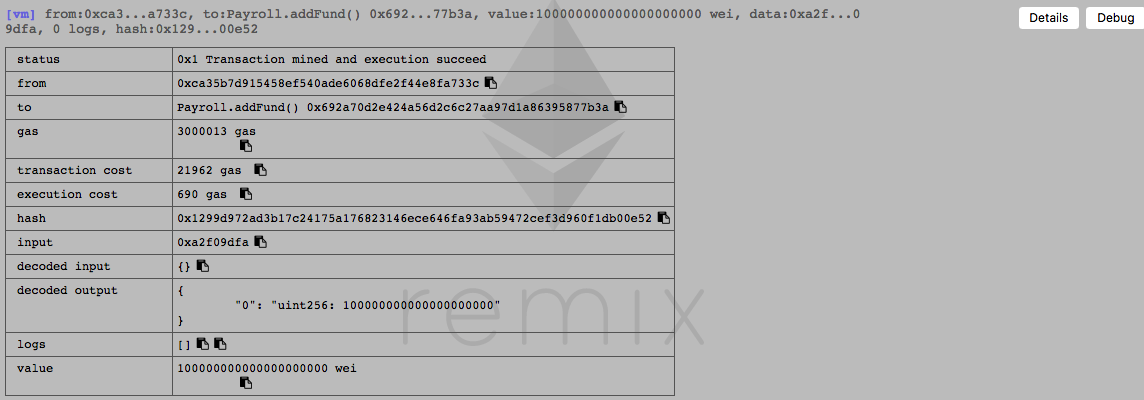 [vm] from:0xca3...a733c, to:Payroll.addFund() 0x692...77b3a, value:100000000000000000000 wei, data:0xa2f...0
9dfa, 0 logs, hash:0x129...00e52
Details
Debug
status 0x1 Transaction mined and execution succeed
from 0xca35b7d915458ef540ade6068dfe2f44e8fa733c
to Payroll.addFund() 0x692a70d2e424a56d2c6c27aa97d1a86395877b3a
gas 3000013 gas
transaction cost 21962 gas
execution cost 690 gas
hash 0x1299d972ad3b17c24175a176823146ece646fa93ab59472cef3d960f1db00e52
input 0xa2f09dfa
decoded input {}
decoded output {
"0": "uint256: 100000000000000000000"
}
logs []
value 100000000000000000000 wei
remix